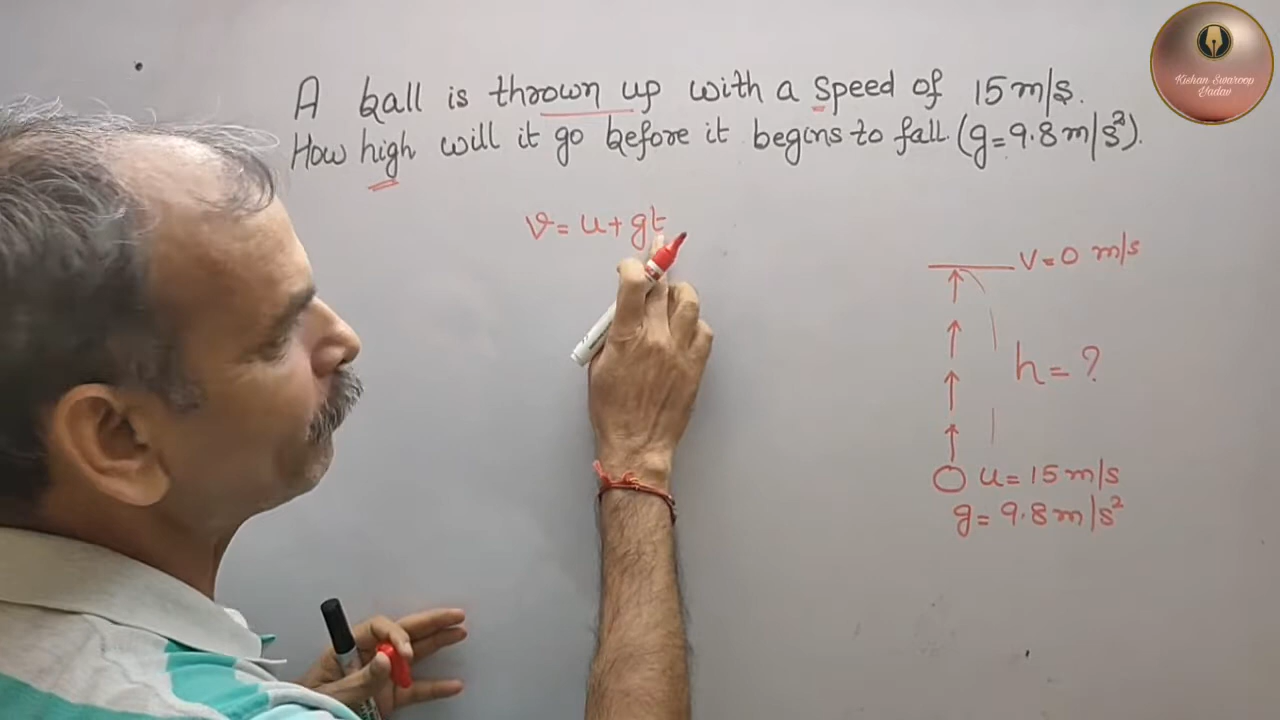 A ball is thrown up with a speed of 15 m/s.
How high will it go before it begins to fall. (g=9.8 m/s²).
v = u + gt
v = 0 m/s
h = ?
u = 15 m/s
g = 9.8 m/s²
Kishan Swaroop
Yadav